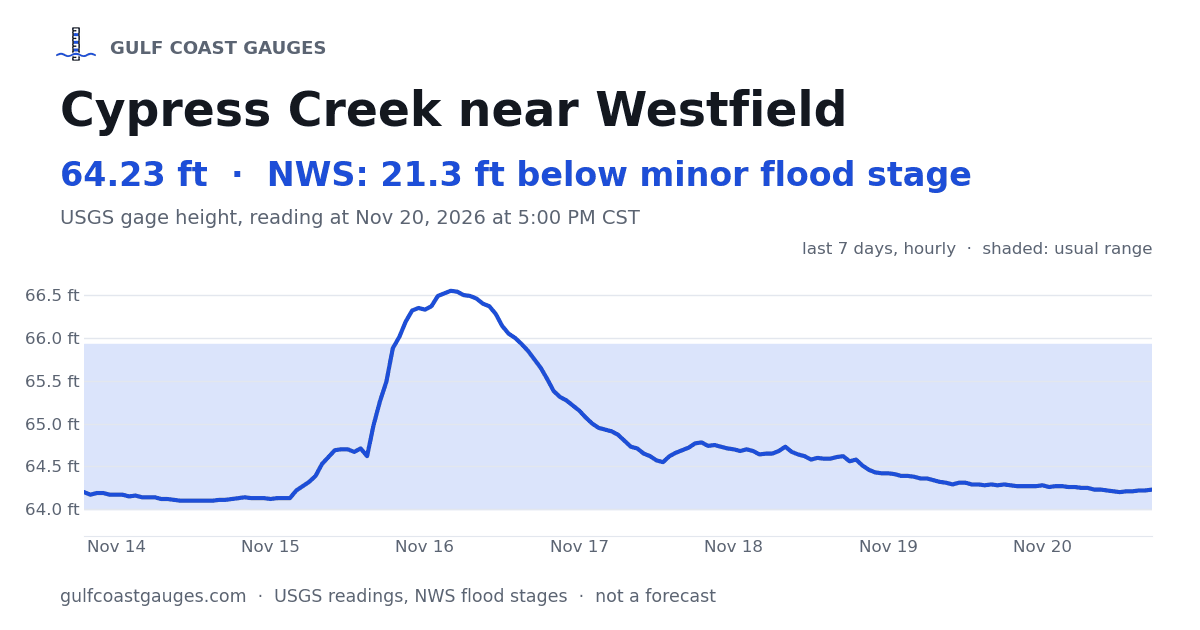 GULF COAST GAUGES
Cypress Creek near Westfield
64.23 ft · NWS: 21.3 ft below minor flood stage
USGS gage height, reading at Nov 20, 2026 at 5:00 PM CST
last 7 days, hourly · shaded: usual range
66.5 ft
66.0 ft
65.5 ft
65.0 ft
64.5 ft
64.0 ft
Nov 14 Nov 15 Nov 16 Nov 17 Nov 18 Nov 19 Nov 20
gulfcoastgauges.com · USGS readings, NWS flood stages · not a forecast